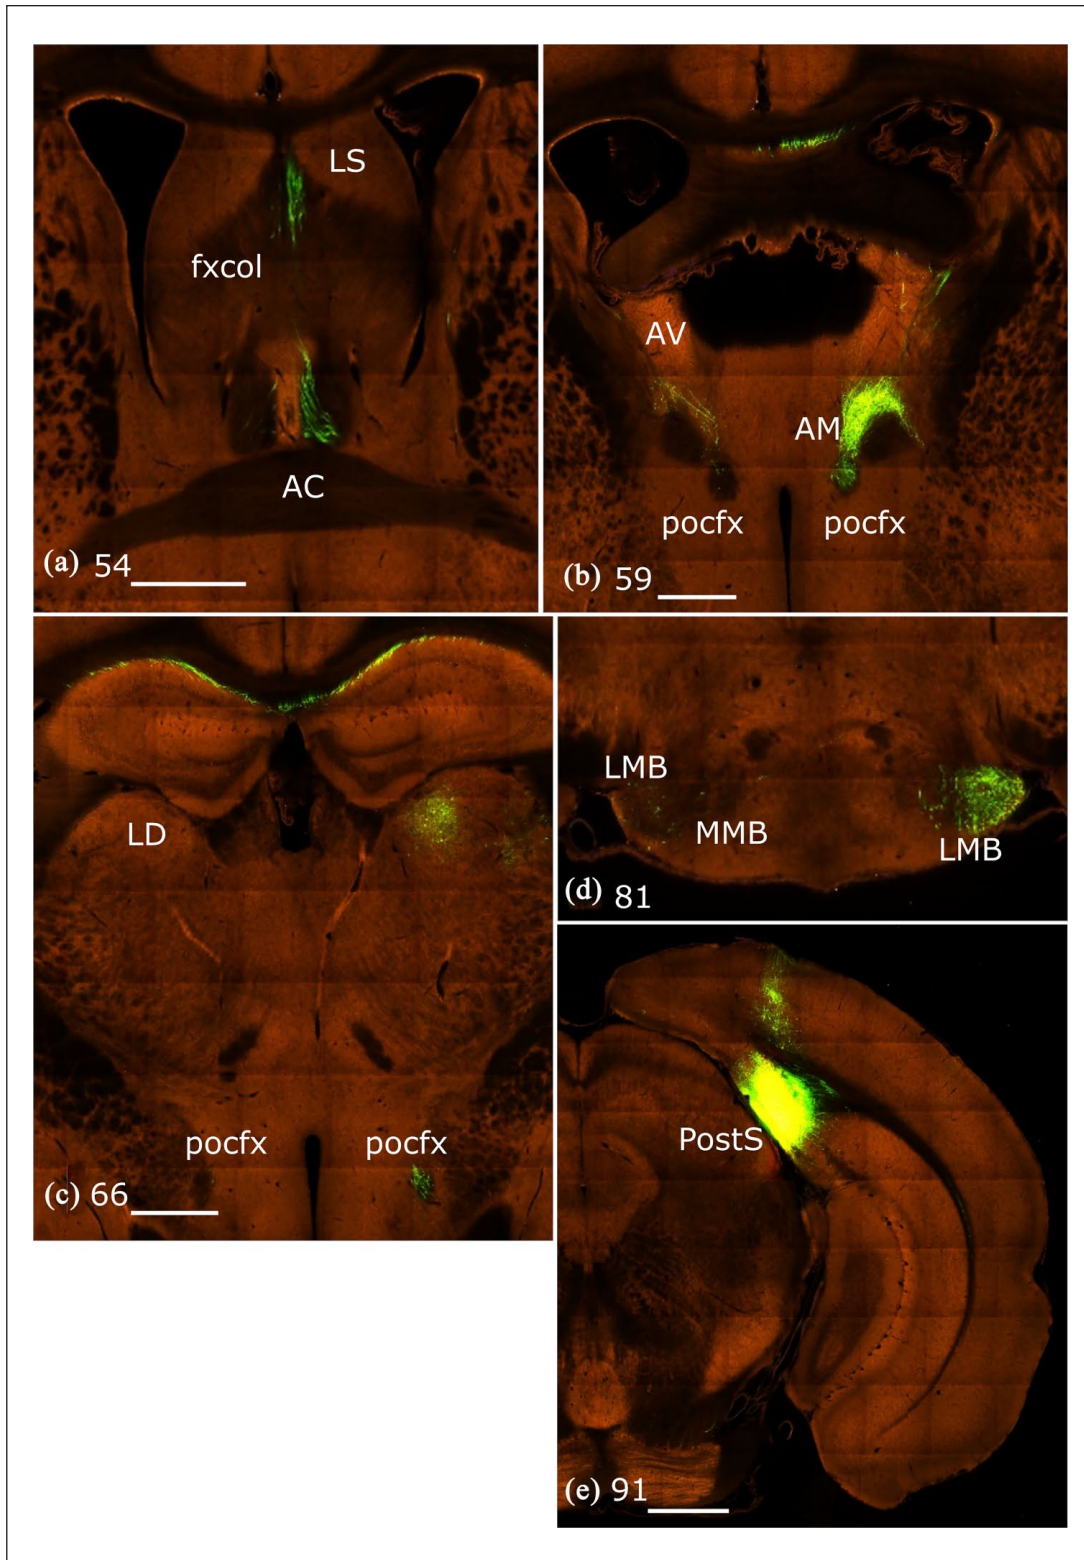 LS
fxcol
AC
(a) 54
AV
AM
pocfx pocfx
(b) 59
LD
pocfx pocfx
(c) 66
LMB
MMB
LMB
(d) 81
PostS
(e) 91